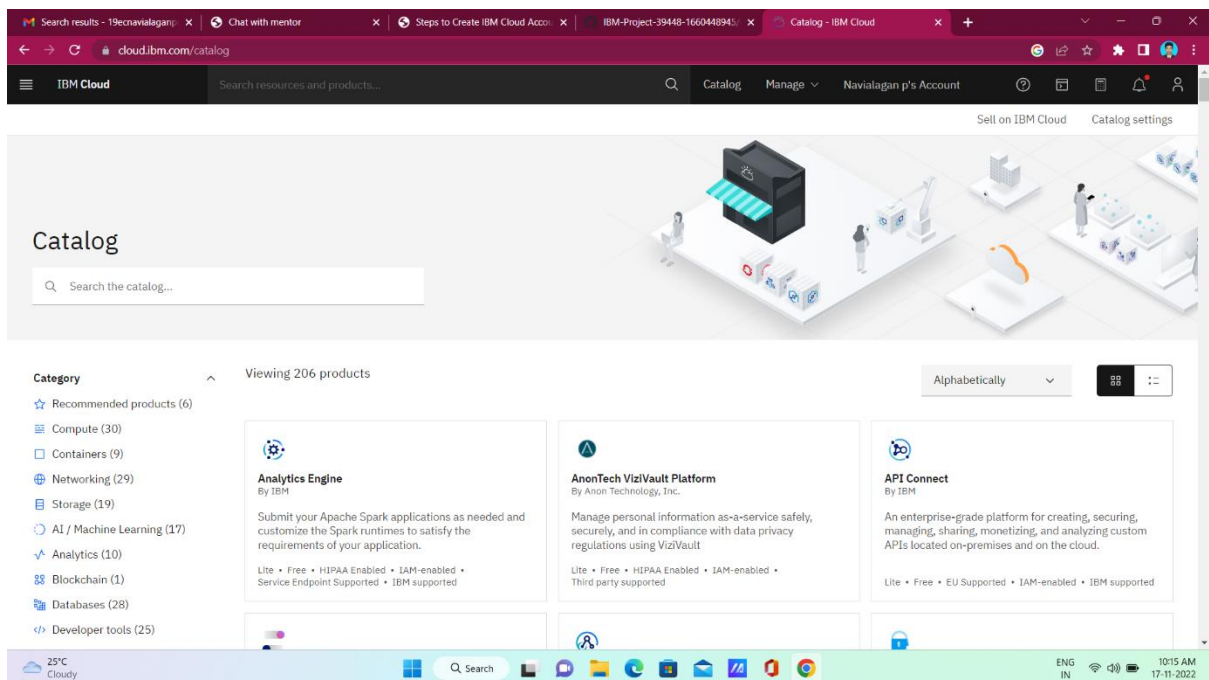 Search results - 19ecnavialaganp
Chat with mentor
Steps to Create IBM Cloud Accou
IBM-Project-39448-1660448945/
Catalog - IBM Cloud
cloud.ibm.com/catalog
IBM Cloud
Search resources and products...
Catalog
Manage
Navialagan p's Account
Sell on IBM Cloud
Catalog settings
Catalog
Search the catalog...
Category
Viewing 206 products
Alphabetically
Recommended products (6)
Compute (30)
Containers (9)
Networking (29)
Storage (19)
AI / Machine Learning (17)
Analytics (10)
Blockchain (1)
Databases (28)
Developer tools (25)
Analytics Engine
By IBM
Submit your Apache Spark applications as needed and
customize the Spark runtimes to satisfy the
requirements of your application.
Lite • Free • HIPAA Enabled • IAM-enabled •
Service Endpoint Supported • IBM supported
AnonTech ViziVault Platform
By Anon Technology, Inc.
Manage personal information as-a-service safely,
securely, and in compliance with data privacy
regulations using ViziVault
Lite • Free • HIPAA Enabled • IAM-enabled •
Third party supported
API Connect
By IBM
An enterprise-grade platform for creating, securing,
managing, sharing, monetizing, and analyzing custom
APIs located on-premises and on the cloud.
Lite • Free • EU Supported • IAM-enabled • IBM supported
25°C
Cloudy
Search
ENG
IN
10:15 AM
17-11-2022